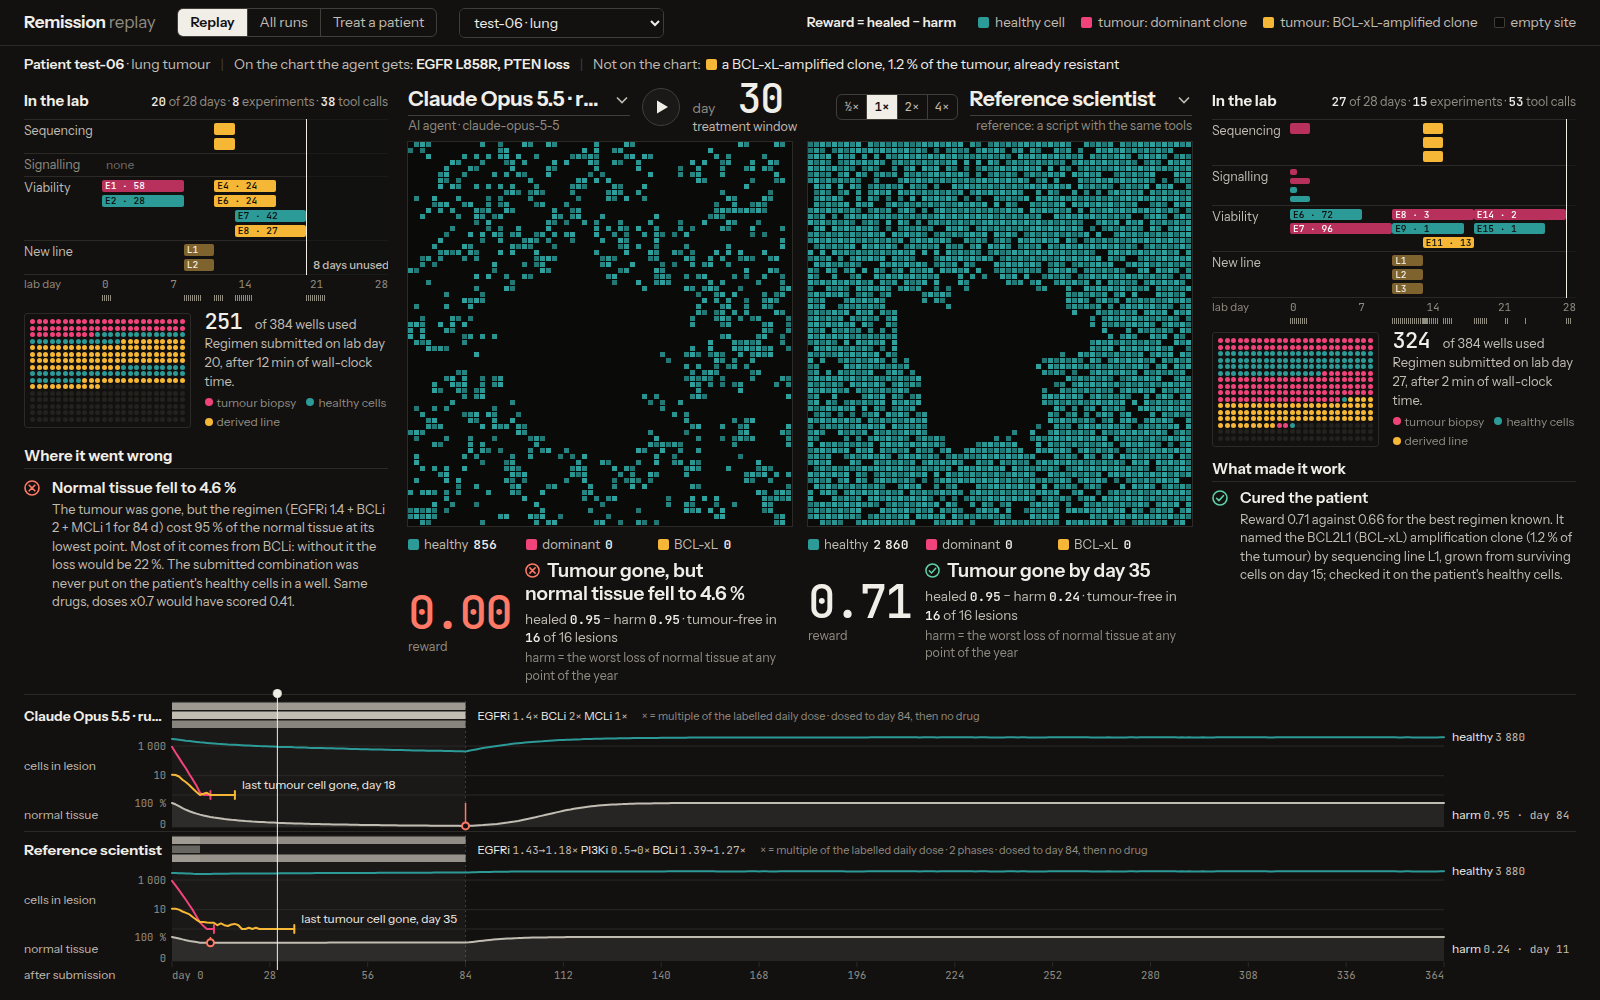 Remission replay
Replay
All runs
Treat a patient
test-06 · lung
Reward = healed − harm
healthy cell
tumour: dominant clone
tumour: BCL-xL-amplified clone
empty site
Patient test-06 · lung tumour
On the chart the agent gets: EGFR L858R, PTEN loss
Not on the chart: a BCL-xL-amplified clone, 1.2 % of the tumour, already resistant
In the lab
20 of 28 days · 8 experiments · 38 tool calls
Sequencing
Signalling
none
Viability
E1 · 58
E4 · 24
E2 · 28
E6 · 24
E7 · 42
E8 · 27
New line
L1
L2
8 days unused
lab day
0
7
14
21
28
251 of 384 wells used
Regimen submitted on lab day
20, after 12 min of wall-clock
time.
tumour biopsy
healthy cells
derived line
Where it went wrong
Normal tissue fell to 4.6 %
The tumour was gone, but the regimen (EGFRi 1.4 + BCLi
2 + MCLi 1 for 84 d) cost 95 % of the normal tissue at its
lowest point. Most of it comes from BCLi: without it the
loss would be 22 %. The submitted combination was
never put on the patient's healthy cells in a well. Same
drugs, doses x0.7 would have scored 0.41.
Claude Opus 5.5 · r...
AI agent · claude-opus-5-5
day 30
treatment window
½×
1×
2×
4×
Reference scientist
reference: a script with the same tools
healthy 856
dominant 0
BCL-xL 0
0.00
reward
Tumour gone, but
normal tissue fell to 4.6 %
healed 0.95 − harm 0.95 · tumour-free in
16 of 16 lesions
harm = the worst loss of normal tissue at any
point of the year
healthy 2 860
dominant 0
BCL-xL 0
0.71
reward
Tumour gone by day 35
healed 0.95 − harm 0.24 · tumour-free in
16 of 16 lesions
harm = the worst loss of normal tissue at any
point of the year
In the lab
27 of 28 days · 15 experiments · 53 tool calls
Sequencing
Signalling
Viability
E6 · 72
E8 · 3
E14 · 2
E7 · 96
E9 · 1
E15 · 1
E11 · 13
New line
L1
L2
L3
lab day
0
7
14
21
28
324 of 384 wells used
Regimen submitted on lab day
27, after 2 min of wall-clock
time.
tumour biopsy
healthy cells
derived line
What made it work
Cured the patient
Reward 0.71 against 0.66 for the best regimen known. It
named the BCL2L1 (BCL-xL) amplification clone (1.2 % of
the tumour) by sequencing line L1, grown from surviving
cells on day 15; checked it on the patient's healthy cells.
Claude Opus 5.5 · ru...
EGFRi 1.4× BCLi 2× MCLi 1×
× = multiple of the labelled daily dose · dosed to day 84, then no drug
cells in lesion
1 000
10
healthy 3 880
last tumour cell gone, day 18
normal tissue
100 %
0
harm 0.95 · day 84
Reference scientist
EGFRi 1.43→1.18× PI3Ki 0.5→0× BCLi 1.39→1.27×
× = multiple of the labelled daily dose · 2 phases · dosed to day 84, then no drug
cells in lesion
1 000
10
healthy 3 880
last tumour cell gone, day 35
normal tissue
100 %
0
harm 0.24 · day 11
after submission
day 0
28
56
84
112
140
168
196
224
252
280
308
336
364